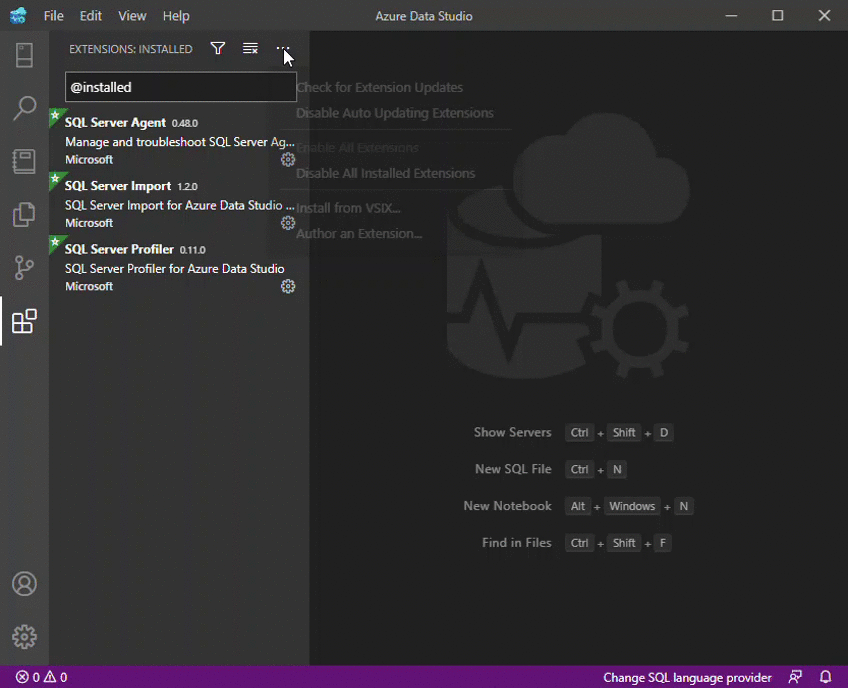 File Edit View Help
Azure Data Studio
EXTENSIONS: INSTALLED
@installed
Check for Extension Updates
Disable Auto Updating Extensions
Enable All Extensions
Disable All Installed Extensions
Install from VSIX...
Author an Extension...
SQL Server Agent 0.48.0
Manage and troubleshoot SQL Server Ag...
Microsoft
SQL Server Import 1.2.0
SQL Server Import for Azure Data Studio ...
Microsoft
SQL Server Profiler 0.11.0
SQL Server Profiler for Azure Data Studio
Microsoft
Show Servers Ctrl + Shift + D
New SQL File Ctrl + N
New Notebook Alt + Windows + N
Find in Files Ctrl + Shift + F
0 0
Change SQL language provider